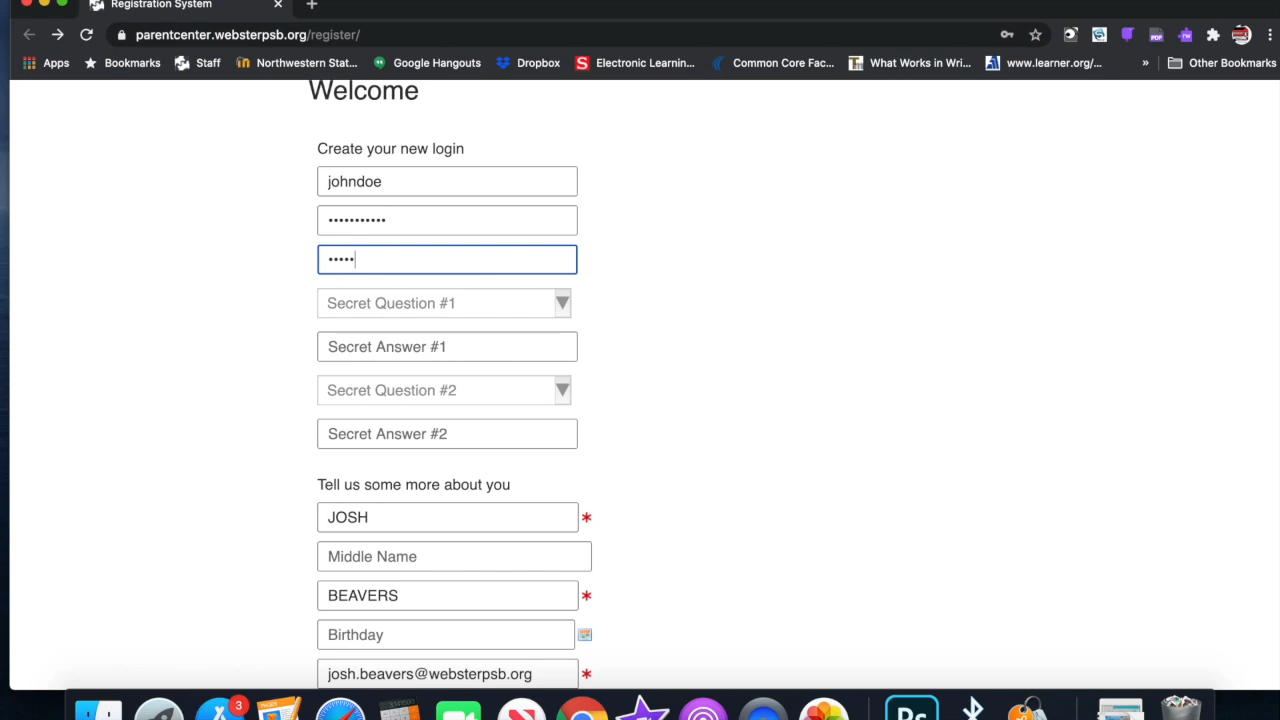 Registration System
parentcenter.websterpsb.org/register/
Apps Bookmarks Staff Northwestern Stat... Google Hangouts Dropbox Electronic Learnin... Common Core Fac... What Works in Wri... www.learner.org/... » Other Bookmarks
Welcome
Create your new login
johndoe
•••••••••••
•••••
Secret Question #1
Secret Answer #1
Secret Question #2
Secret Answer #2
Tell us some more about you
JOSH *
Middle Name
BEAVERS *
Birthday
josh.beavers@websterpsb.org *
3
PAGES
Ps